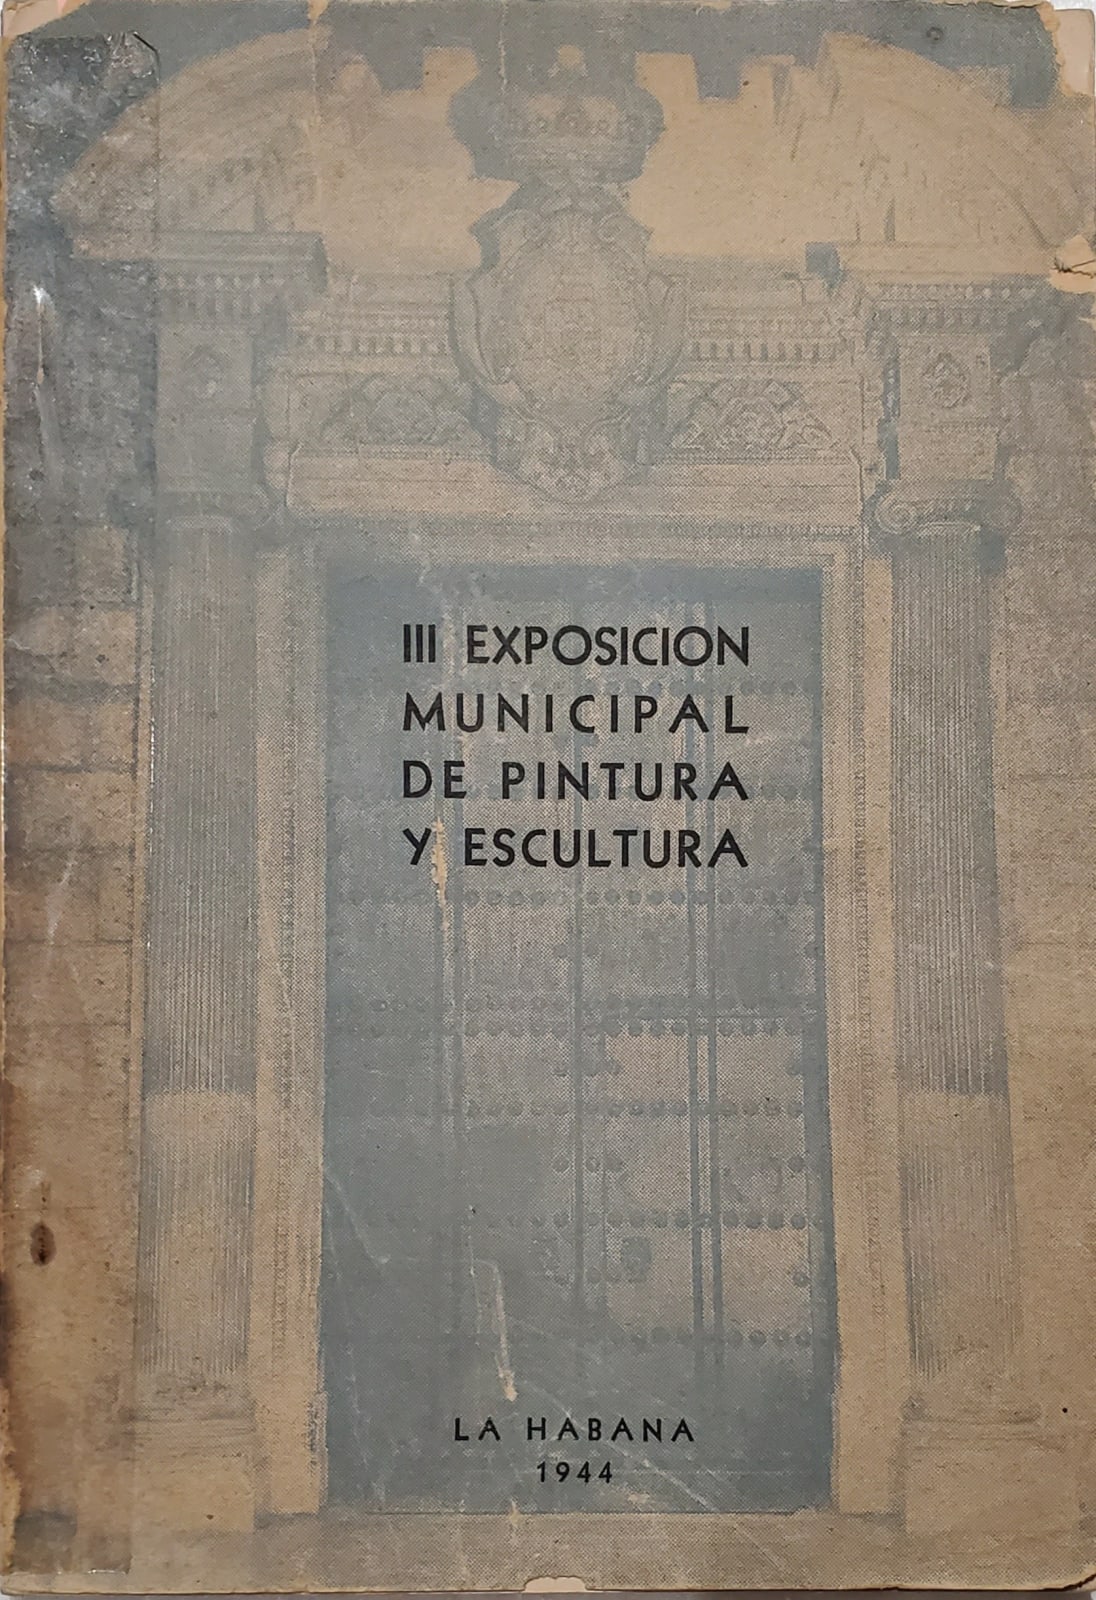 III EXPOSICION
MUNICIPAL
DE PINTURA
Y ESCULTURA
LA HABANA
1944